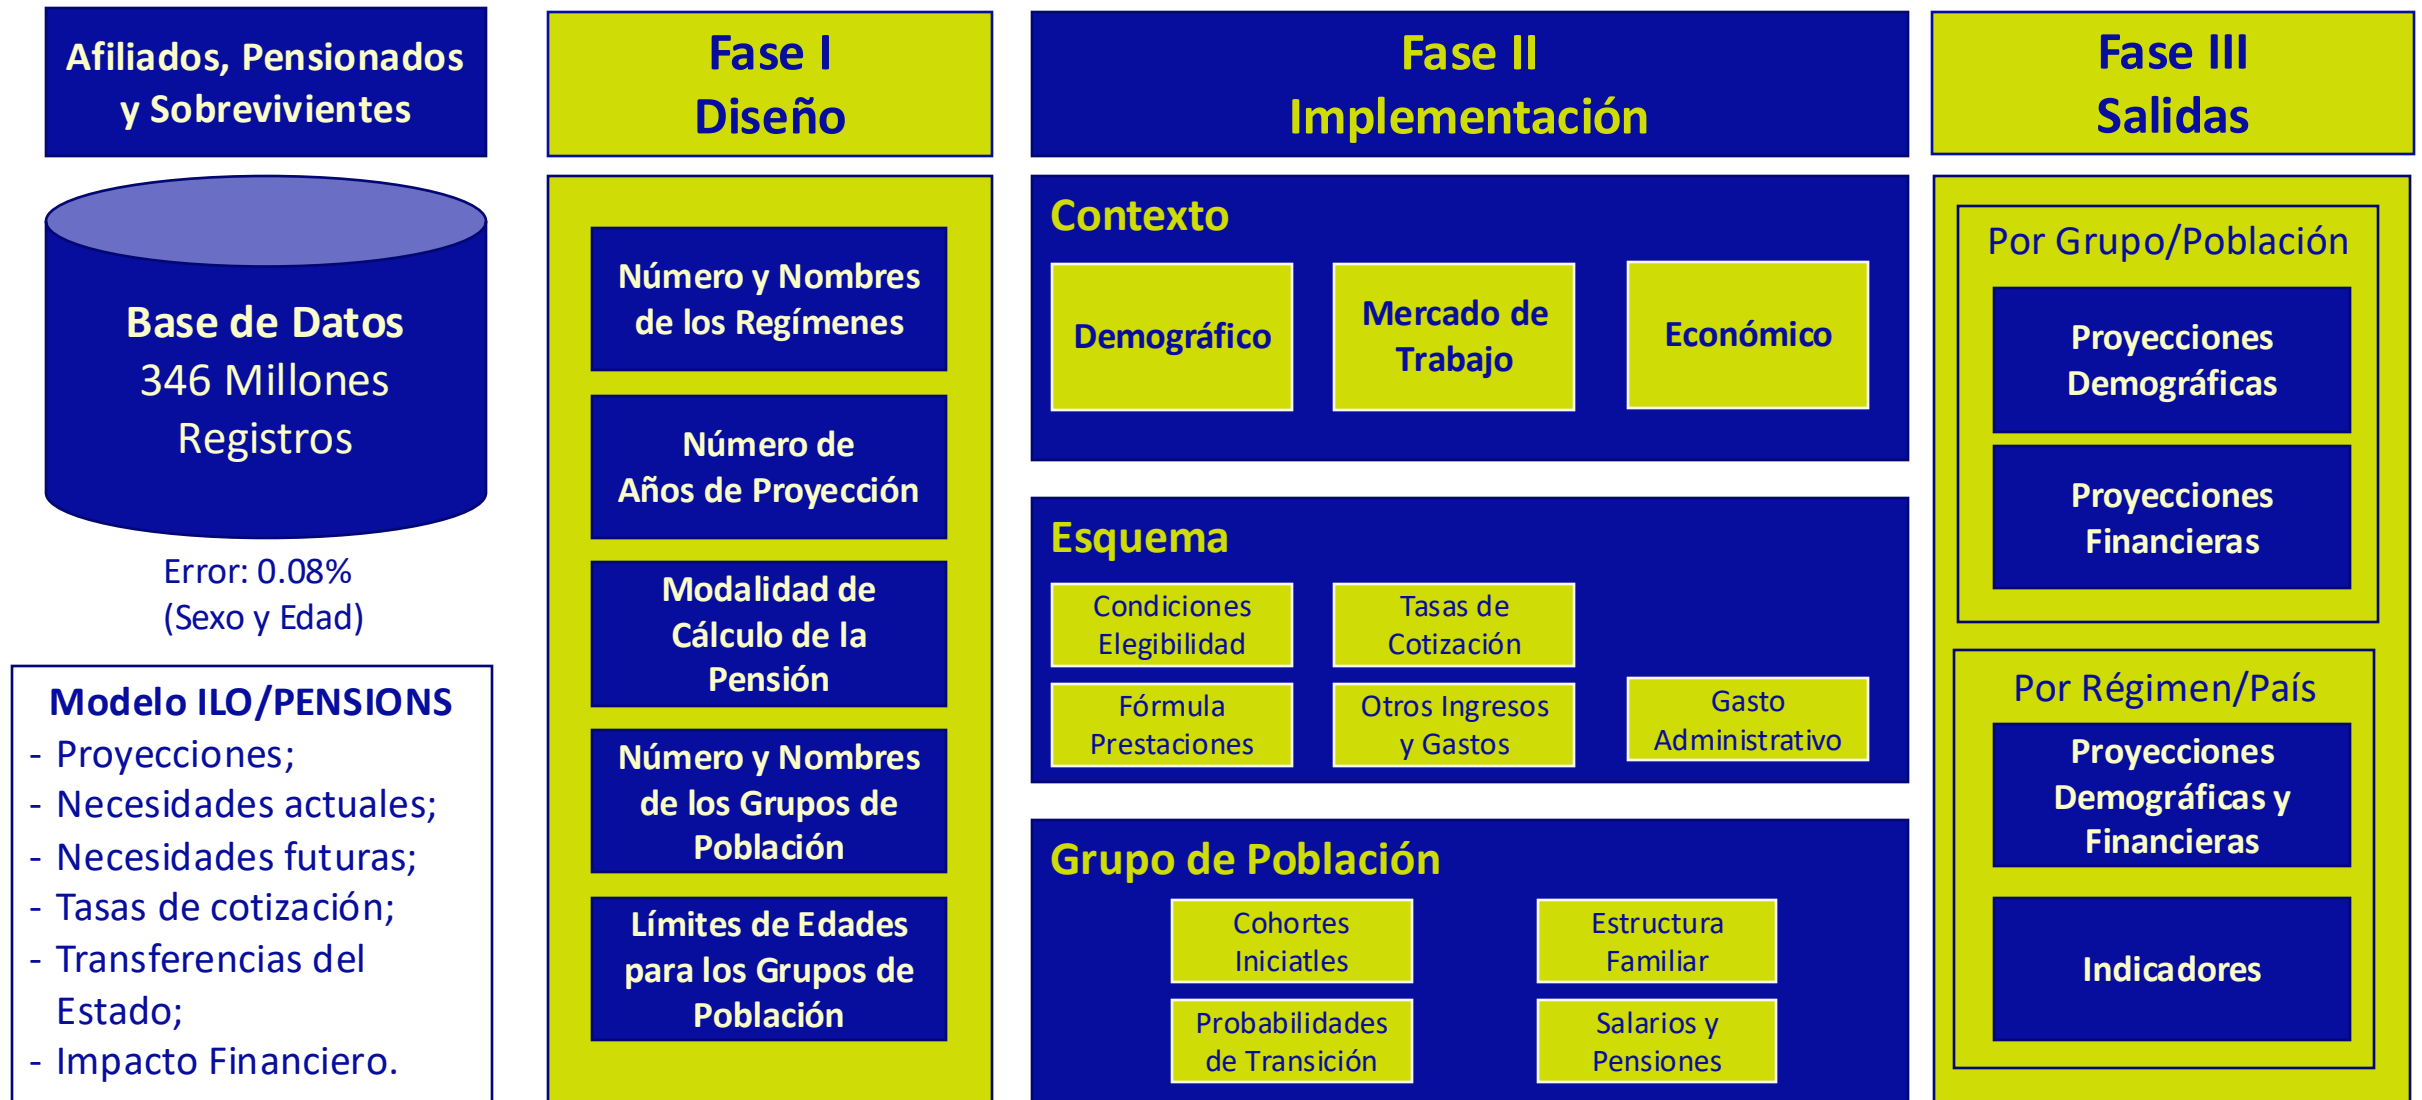 Afiliados, Pensionados
y Sobrevivientes
Base de Datos
346 Millones
Registros
Error: 0.08%
(Sexo y Edad)
Modelo ILO/PENSIONS
- Proyecciones;
- Necesidades actuales;
- Necesidades futuras;
- Tasas de cotización;
- Transferencias del
Estado;
- Impacto Financiero.
Fase I
Diseño
Número y Nombres
de los Regímenes
Número de
Años de Proyección
Modalidad de
Cálculo de la
Pensión
Número y Nombres
de los Grupos de
Población
Límites de Edades
para los Grupos de
Población
Fase II
Implementación
Contexto
Demográfico
Mercado de
Trabajo
Económico
Esquema
Condiciones
Elegibilidad
Tasas de
Cotización
Fórmula
Prestaciones
Otros Ingresos
y Gastos
Gasto
Administrativo
Grupo de Población
Cohortes
Iniciatles
Estructura
Familiar
Probabilidades
de Transición
Salarios y
Pensiones
Fase III
Salidas
Por Grupo/Población
Proyecciones
Demográficas
Proyecciones
Financieras
Por Régimen/País
Proyecciones
Demográficas y
Financieras
Indicadores